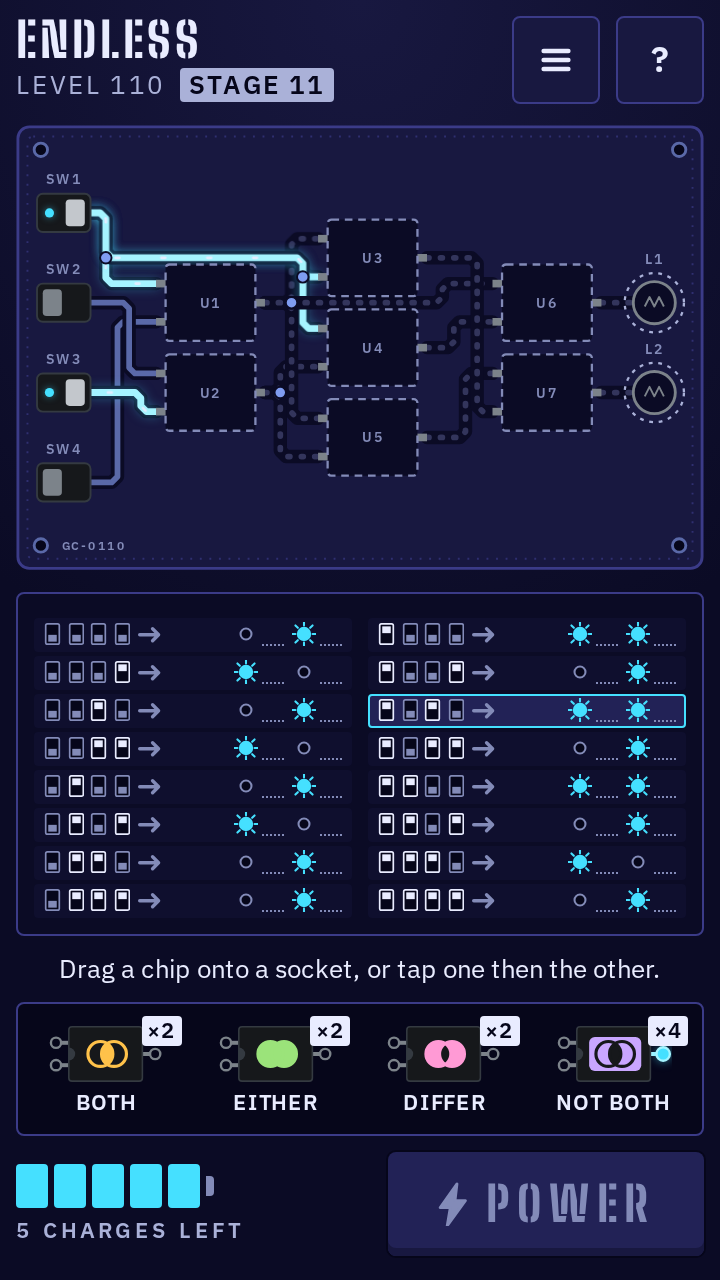 ENDLESS
LEVEL 110 STAGE 11
?
SW1
SW2
SW3
SW4
U1
U2
U3
U4
U5
U6
U7
L1
L2
GC-0110
Drag a chip onto a socket, or tap one then the other.
×2 ×2 ×2 ×4
BOTH EITHER DIFFER NOT BOTH
5 CHARGES LEFT
POWER